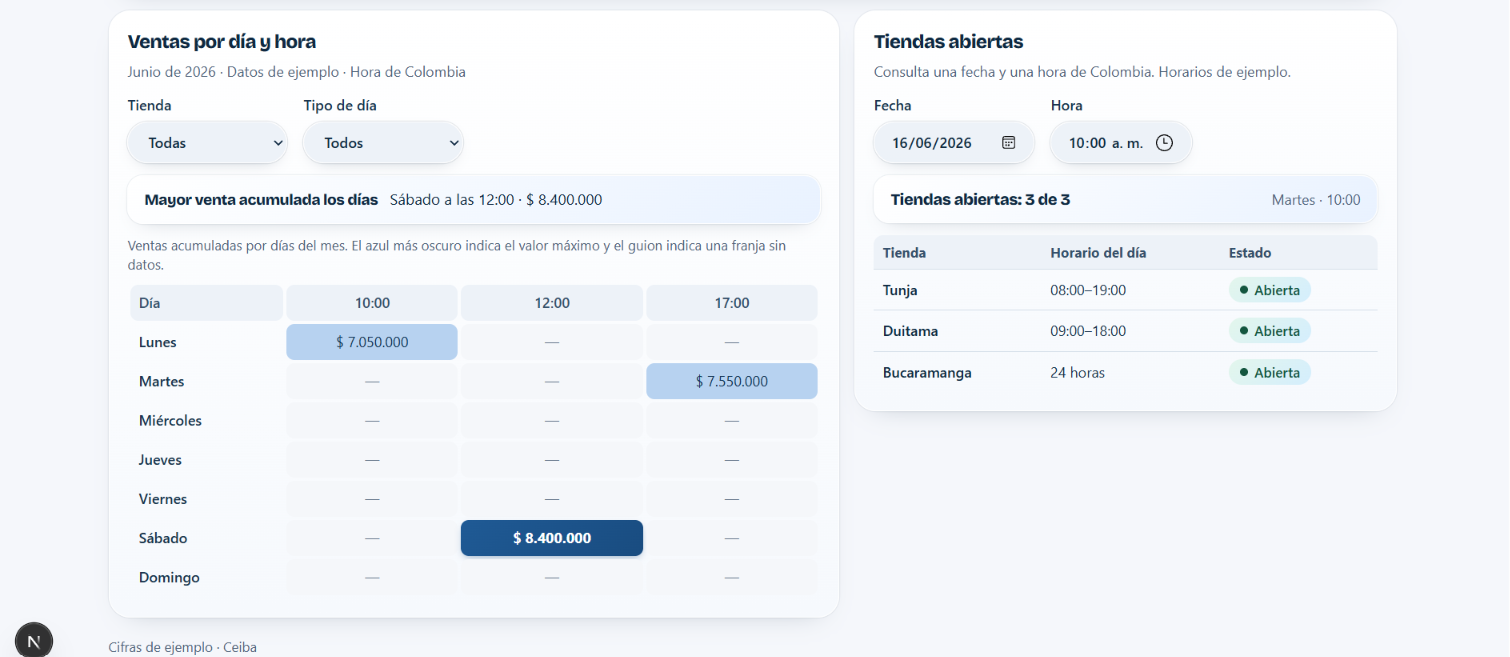 Ventas por día y hora
Junio de 2026 · Datos de ejemplo · Hora de Colombia
Tienda Tipo de día
Todas Todos
Mayor venta acumulada los días Sábado a las 12:00 · $ 8.400.000
Ventas acumuladas por días del mes. El azul más oscuro indica el valor máximo y el guion indica una franja sin
datos.
Día 10:00 12:00 17:00
Lunes $ 7.050.000 — —
Martes — — $ 7.550.000
Miércoles — — —
Jueves — — —
Viernes — — —
Sábado — $ 8.400.000 —
Domingo — — —
Tiendas abiertas
Consulta una fecha y una hora de Colombia. Horarios de ejemplo.
Fecha Hora
16/06/2026 10:00 a. m.
Tiendas abiertas: 3 de 3 Martes · 10:00
Tienda Horario del día Estado
Tunja 08:00–19:00 Abierta
Duitama 09:00–18:00 Abierta
Bucaramanga 24 horas Abierta
N
Cifras de ejemplo · Ceiba